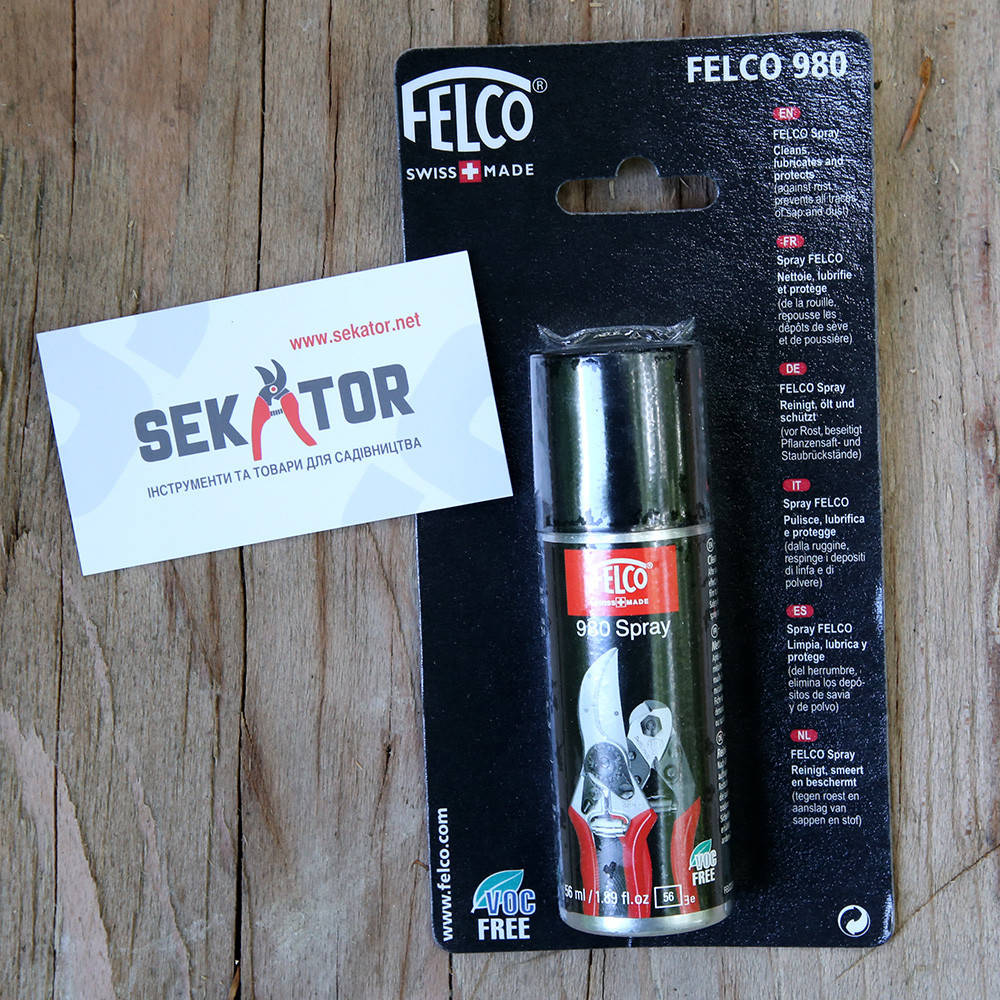 FELCO®
SWISS MADE
FELCO 980
EN
FELCO Spray
Cleans,
lubricates and
protects
(against rust,
prevents all traces
of sap and dust)
FR
Spray FELCO
Nettoie, lubrifie
et protège
(de la rouille,
repousse les
dépôts de sève
et de poussière)
DE
FELCO Spray
Reinigt, ölt und
schützt
(vor Rost, beseitigt
Pflanzensaft- und
Staubrückstände)
IT
Spray FELCO
Pulisce, lubrifica
e protegge
(dalla ruggine,
respinge i depositi
di linfa e di
polvere)
ES
Spray FELCO
Limpia, lubrica y
protege
(del herrumbre,
elimina los depó-
sitos de savia
y de polvo)
NL
FELCO Spray
Reinigt, smeert
en beschermt
(tegen roest en
aanslag van
sappen en stof)
www.sekator.net
SEKATOR
ІНСТРУМЕНТИ ТА ТОВАРИ ДЛЯ САДІВНИЦТВА
FELCO®
SWISS MADE
980 Spray
VOC
FREE
56 ml / 1.89 fl.oz 56 3e
www.felco.com
VOC
FREE